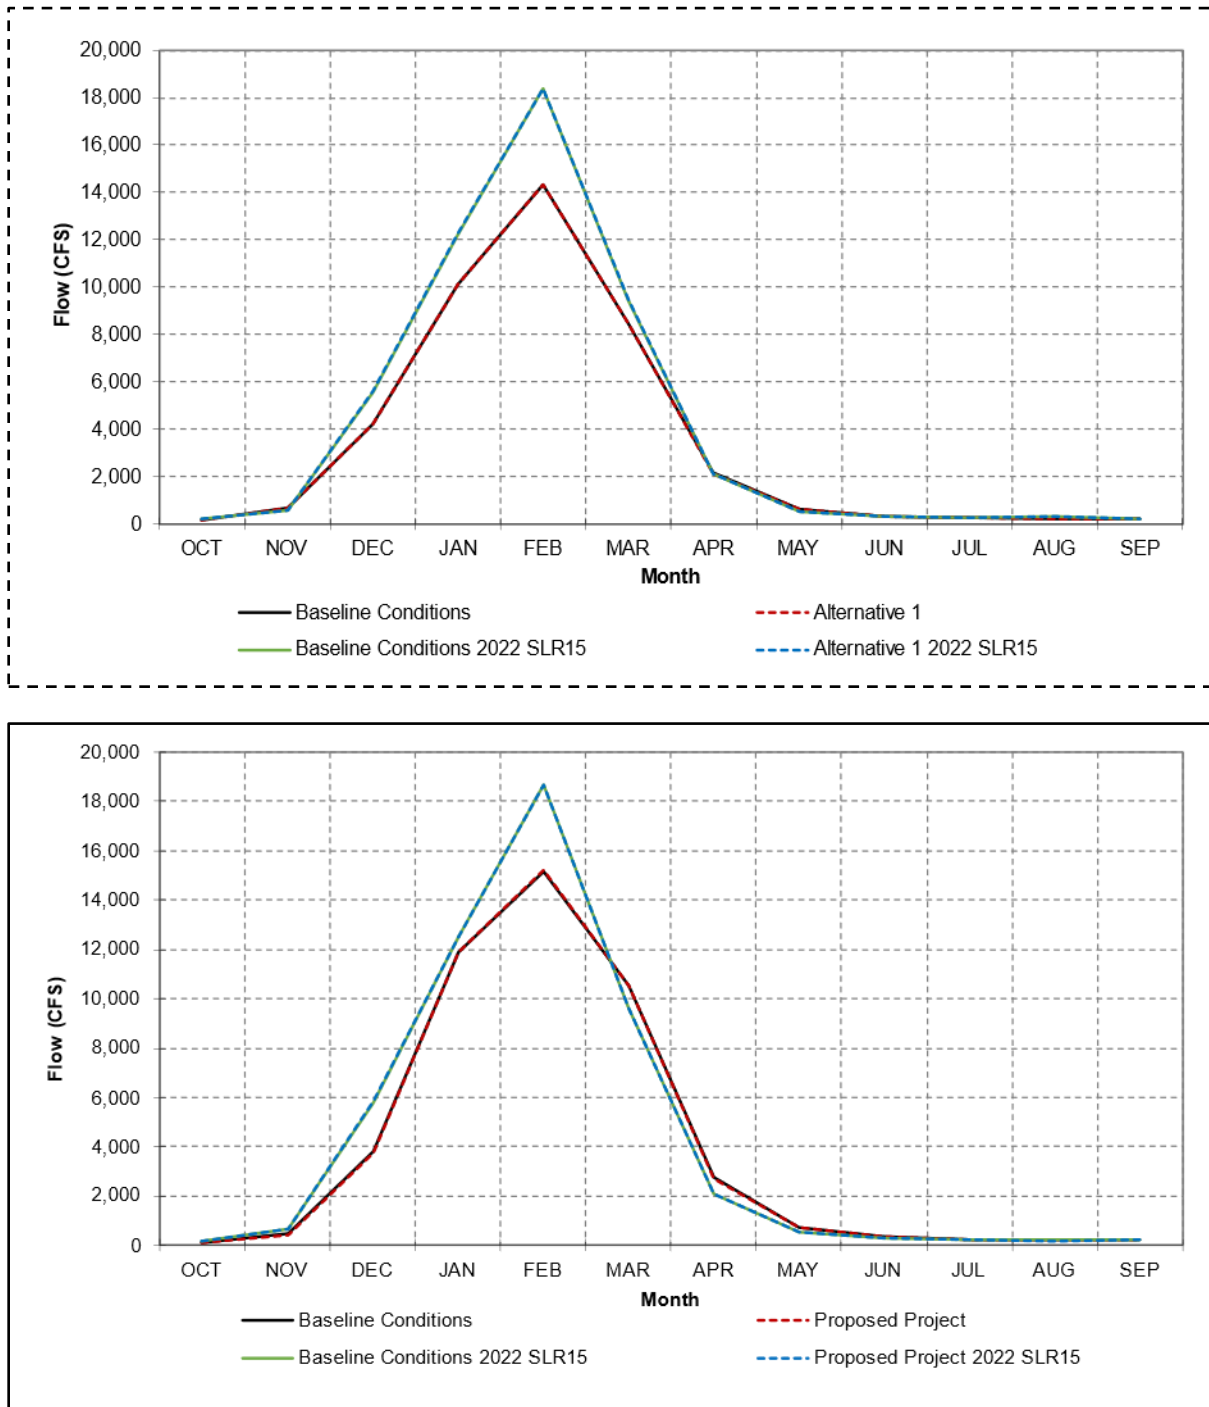 20,000
18,000
16,000
14,000
12,000
10,000
8,000
6,000
4,000
2,000
0
Flow (CFS)
OCT NOV DEC JAN FEB MAR APR MAY JUN JUL AUG SEP
Month
Baseline Conditions Alternative 1
Baseline Conditions 2022 SLR15 Alternative 1 2022 SLR15
20,000
18,000
16,000
14,000
12,000
10,000
8,000
6,000
4,000
2,000
0
Flow (CFS)
OCT NOV DEC JAN FEB MAR APR MAY JUN JUL AUG SEP
Month
Baseline Conditions Proposed Project
Baseline Conditions 2022 SLR15 Proposed Project 2022 SLR15